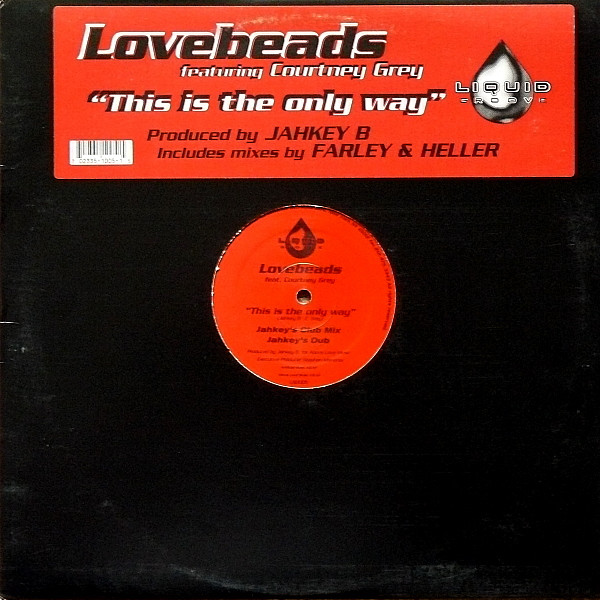 Lovebeads
featuring Courtney Grey
"This is the only way"
LIQUID
GROOVE
Produced by JAHKEY B
Includes mixes by FARLEY & HELLER
LIQUID
Lovebeads
feat. Courtney Grey
"This is the only way"
Jahkey's Club Mix
Jahkey's Dub